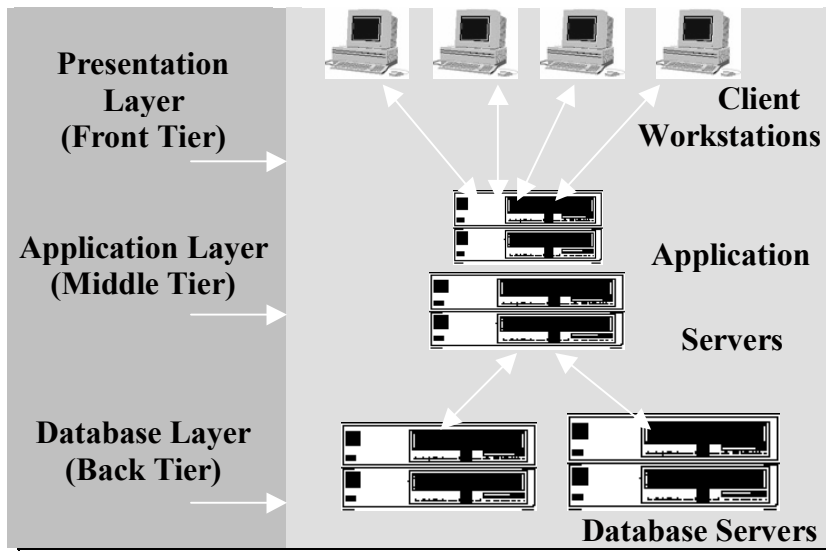 Presentation
Layer
(Front Tier)
Client
Workstations
Application Layer
(Middle Tier)
Application
Servers
Database Layer
(Back Tier)
Database Servers